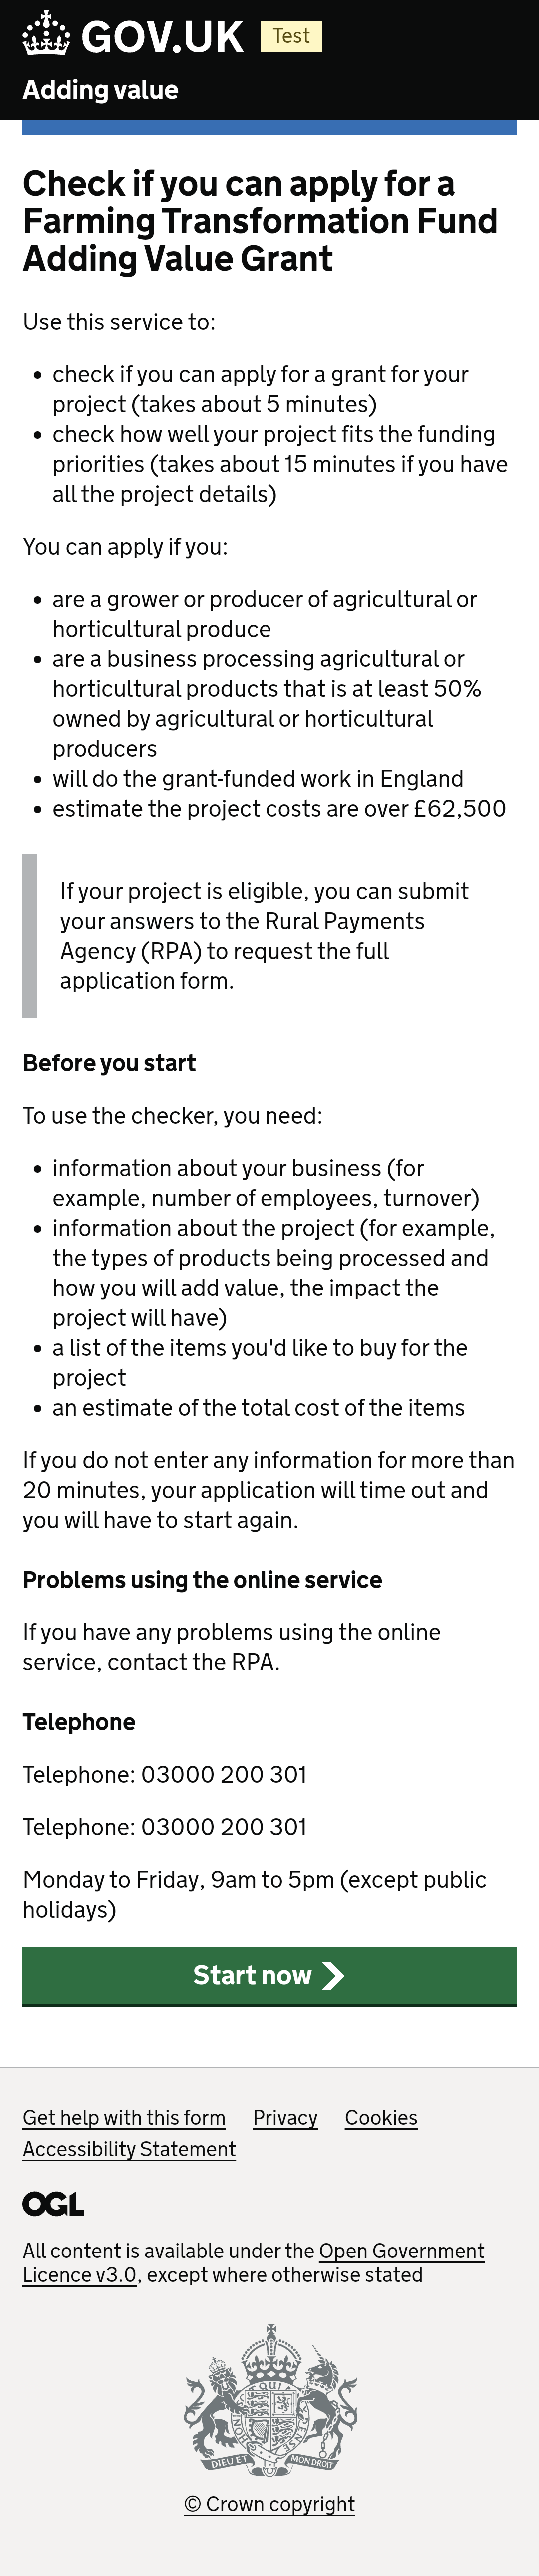 GOV.UK Test
Adding value
Check if you can apply for a
Farming Transformation Fund
Adding Value Grant
Use this service to:
• check if you can apply for a grant for your
project (takes about 5 minutes)
• check how well your project fits the funding
priorities (takes about 15 minutes if you have
all the project details)
You can apply if you:
• are a grower or producer of agricultural or
horticultural produce
• are a business processing agricultural or
horticultural products that is at least 50%
owned by agricultural or horticultural
producers
• will do the grant-funded work in England
• estimate the project costs are over £62,500
If your project is eligible, you can submit
your answers to the Rural Payments
Agency (RPA) to request the full
application form.
Before you start
To use the checker, you need:
• information about your business (for
example, number of employees, turnover)
• information about the project (for example,
the types of products being processed and
how you will add value, the impact the
project will have)
• a list of the items you'd like to buy for the
project
• an estimate of the total cost of the items
If you do not enter any information for more than
20 minutes, your application will time out and
you will have to start again.
Problems using the online service
If you have any problems using the online
service, contact the RPA.
Telephone
Telephone: 03000 200 301
Telephone: 03000 200 301
Monday to Friday, 9am to 5pm (except public
holidays)
Start now
Get help with this form Privacy Cookies
Accessibility Statement
OGL
All content is available under the Open Government
Licence v3.0, except where otherwise stated
DIEU ET MON DROIT
© Crown copyright